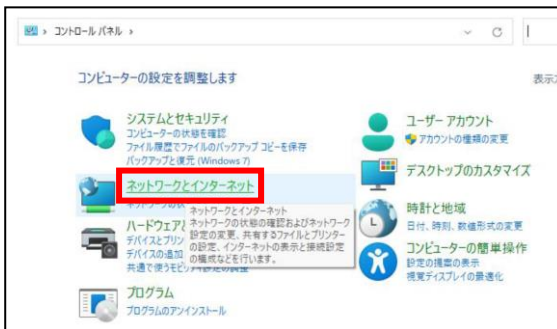 コントロール パネル
コンピューターの設定を調整します
表示
システムとセキュリティ
コンピューターの状態を確認
ファイル履歴でファイルのバックアップ コピーを保存
バックアップと復元 (Windows 7)
ネットワークとインターネット
ネットワークとインターネット
ネットワークの状態の確認およびネットワーク
設定の変更、共有するファイルとプリンター
の設定、インターネットの表示と接続設定
の構成などを行います。
ハードウェア
デバイスとプリン
デバイスの追加
プログラム
プログラムのアンインストール
ユーザー アカウント
アカウントの種類の変更
デスクトップのカスタマイズ
時計と地域
日付、時刻、数値形式の変更
コンピューターの簡単操作
設定の提案の表示
視覚ディスプレイの最適化